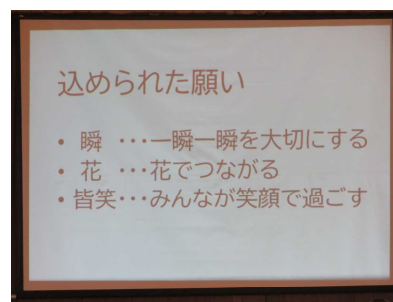 込められた願い
• 瞬 ･･･一瞬一瞬を大切にする
• 花 ･･･花でつながる
• 皆笑･･･みんなが笑顔で過ごす